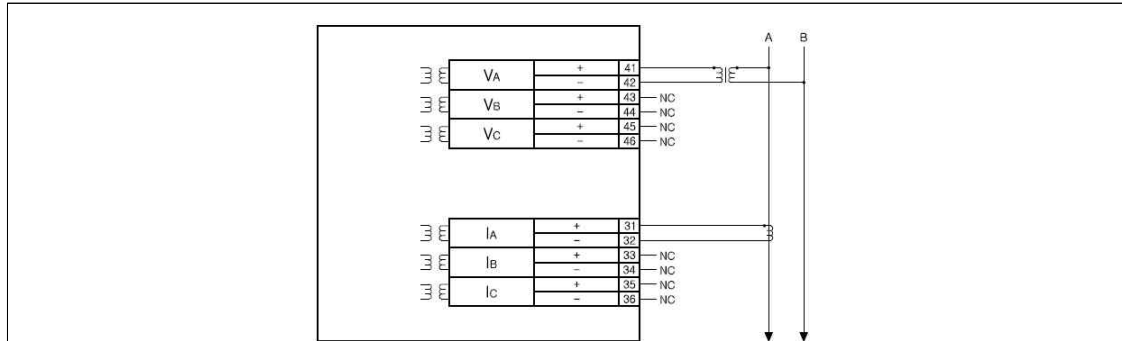 A B
VA + 41
− 42
VB + 43 NC
− 44 NC
VC + 45 NC
− 46 NC
IA + 31
− 32
IB + 33 NC
− 34 NC
IC + 35 NC
− 36 NC